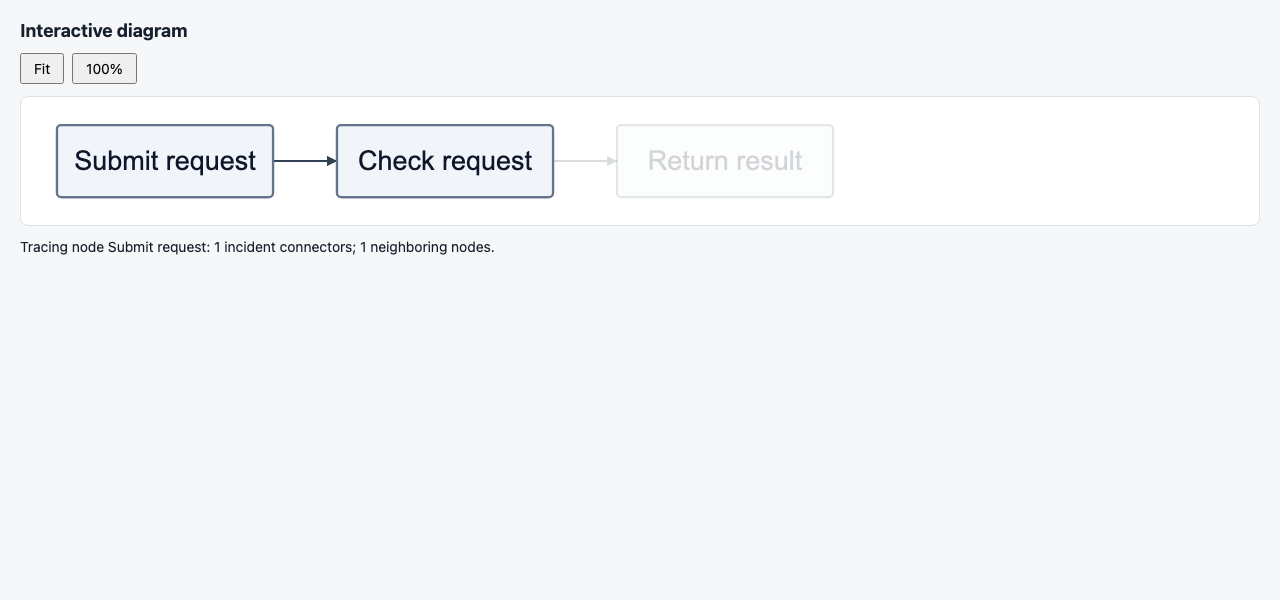 Interactive diagram
Fit 100%
Submit request Check request Return result
Tracing node Submit request: 1 incident connectors; 1 neighboring nodes.